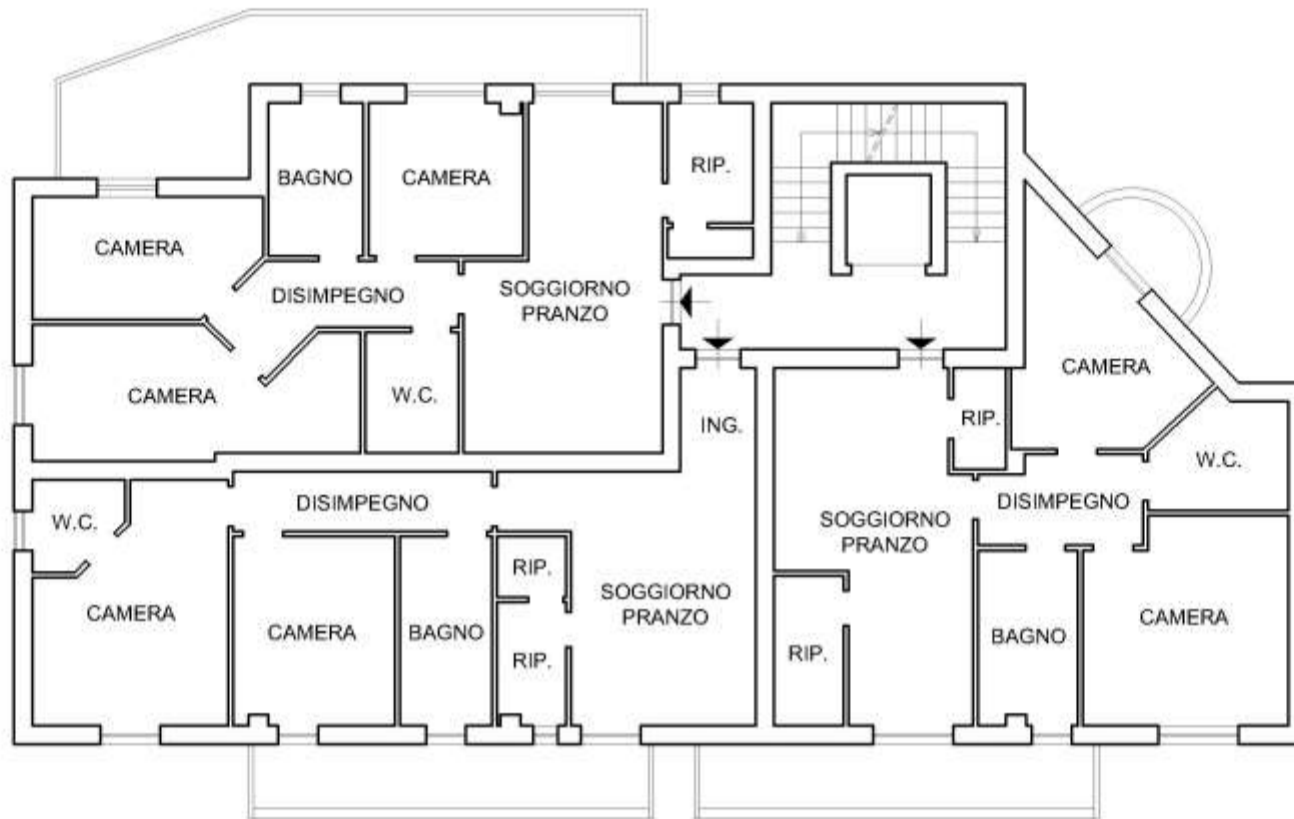 BAGNO
CAMERA
RIP.
CAMERA
DISIMPEGNO
SOGGIORNO
PRANZO
CAMERA
W.C.
CAMERA
ING.
RIP.
W.C.
W.C.
DISIMPEGNO
SOGGIORNO
PRANZO
DISIMPEGNO
RIP.
SOGGIORNO
PRANZO
CAMERA
CAMERA
BAGNO
RIP.
RIP.
BAGNO
CAMERA